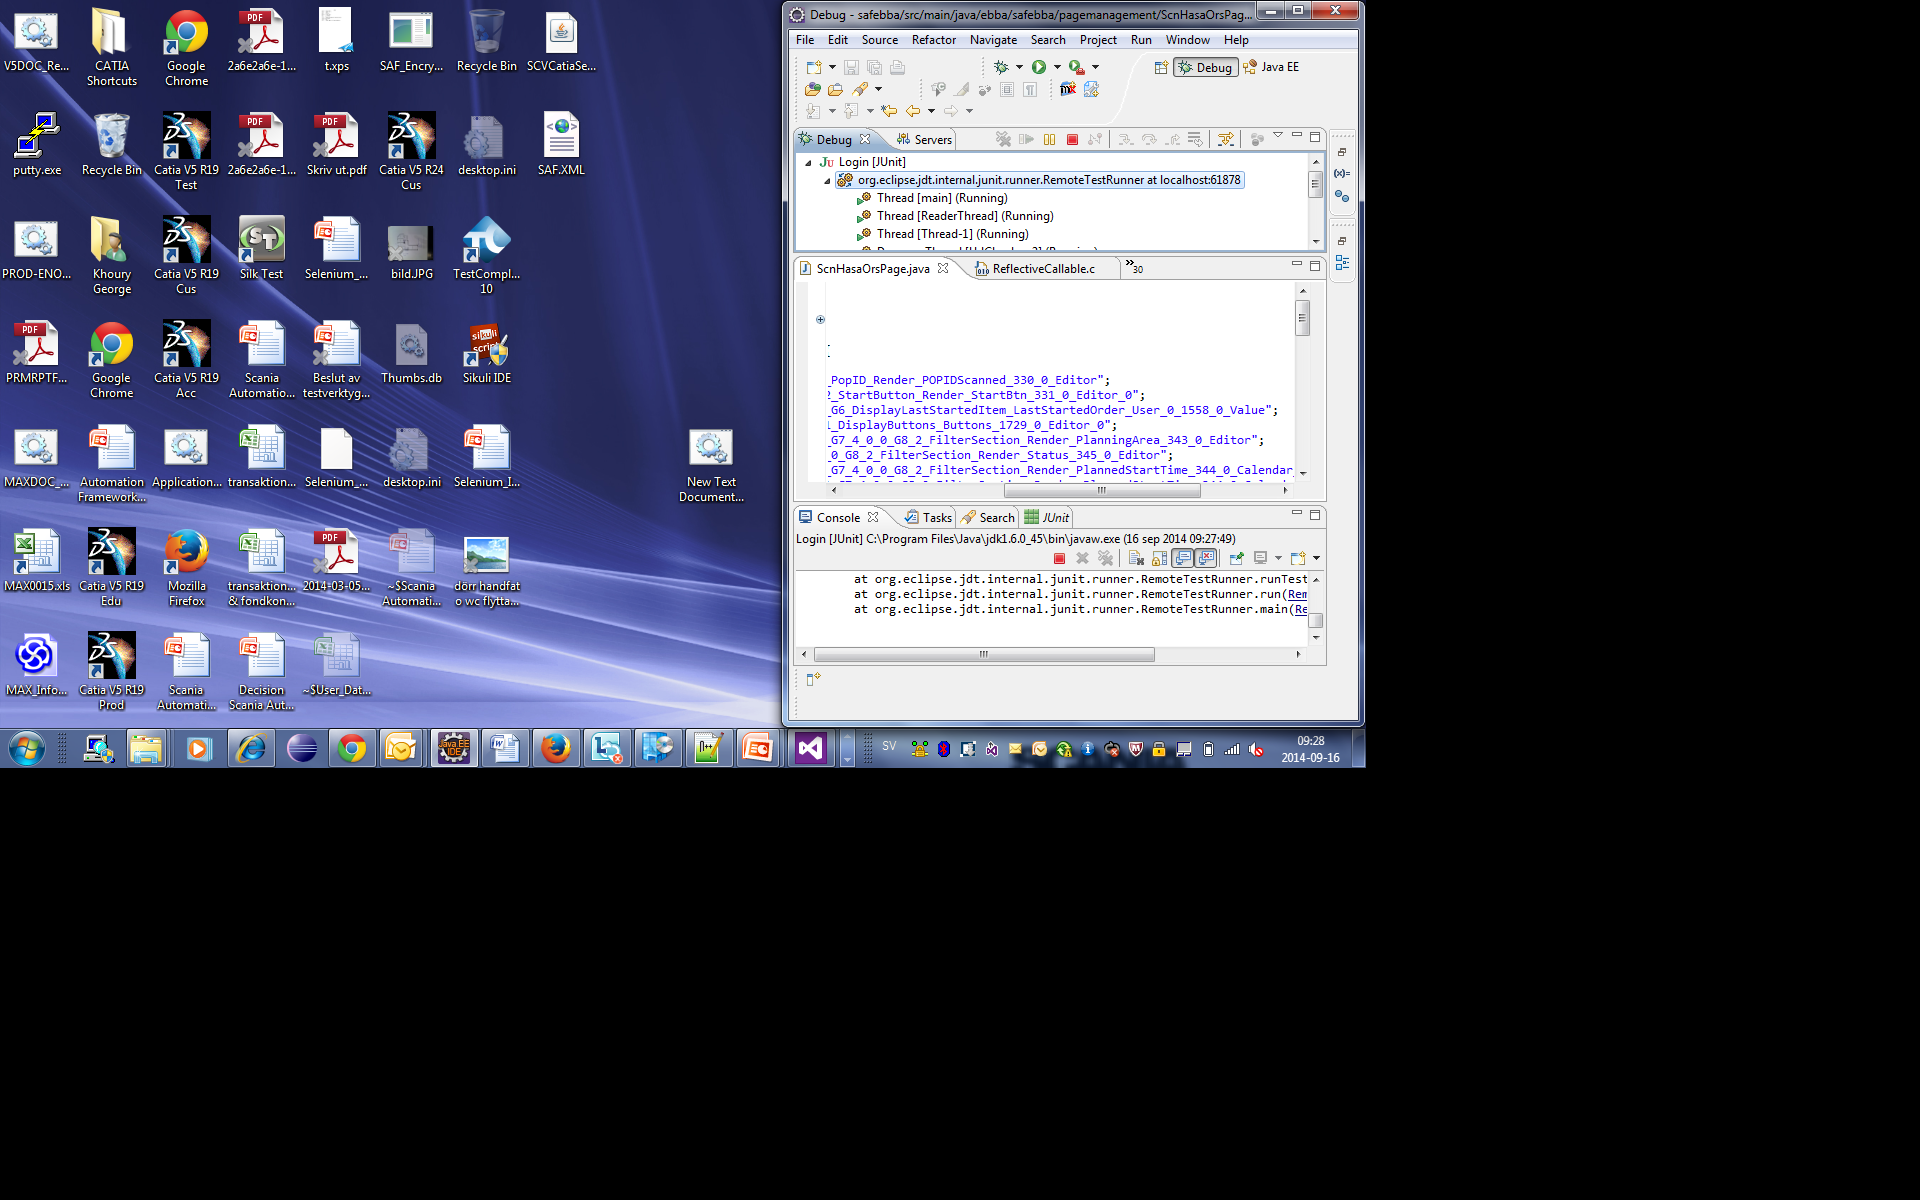 V5DOC_Re...
CATIA
Shortcuts
Google
Chrome
2a6e2a6e-1...
t.xps
SAF_Encry...
Recycle Bin
SCVCatiaSe...
putty.exe
Recycle Bin
Catia V5 R19
Test
2a6e2a6e-1...
Skriv ut.pdf
Catia V5 R24
Cus
desktop.ini
SAF.XML
PROD-ENO...
Khoury
George
Catia V5 R19
Cus
Silk Test
Selenium_...
bild.JPG
TestCompl...
10
PRMRPTF...
Google
Chrome
Catia V5 R19
Acc
Scania
Automatio...
Beslut av
testverktyg...
Thumbs.db
Sikuli IDE
MAXDOC_...
Automation
Framework...
Application...
transaktion...
Selenium_...
desktop.ini
Selenium_I...
New Text
Document...
MAX0015.xls
Catia V5 R19
Edu
Mozilla
Firefox
transaktion...
& fondkon...
2014-03-05...
~$Scania
Automati...
dörr handfat
o wc flytta...
MAX_Info...
Catia V5 R19
Prod
Scania
Automati...
Decision
Scania Aut...
~$User_Dat...
Debug - safebba/src/main/java/ebba/safebba/pagemanagement/ScnHasaOrsPag...
File Edit Source Refactor Navigate Search Project Run Window Help
Debug Java EE
Debug Servers
Login [JUnit]
org.eclipse.jdt.internal.junit.runner.RemoteTestRunner at localhost:61878
Thread [main] (Running)
Thread [ReaderThread] (Running)
Thread [Thread-1] (Running)
ScnHasaOrsPage.java ReflectiveCallable.c »30
_PopID_Render_POPIDScanned_330_0_Editor";
2_StartButton_Render_StartBtn_331_0_Editor_0";
_G6_DisplayLastStartedItem_LastStartedOrder_User_0_1558_0_Value";
_DisplayButtons_Buttons_1729_0_Editor_0";
_G7_4_0_0_G8_2_FilterSection_Render_PlanningArea_343_0_Editor";
_0_G8_2_FilterSection_Render_Status_345_0_Editor";
_G7_4_0_0_G8_2_FilterSection_Render_PlannedStartTime_344_0_Calendar
Console Tasks Search JUnit
Login [JUnit] C:\Program Files\Java\jdk1.6.0_45\bin\javaw.exe (16 sep 2014 09:27:49)
at org.eclipse.jdt.internal.junit.runner.RemoteTestRunner.runTest
at org.eclipse.jdt.internal.junit.runner.RemoteTestRunner.run(Rem
at org.eclipse.jdt.internal.junit.runner.RemoteTestRunner.main(Re
SV
09:28
2014-09-16